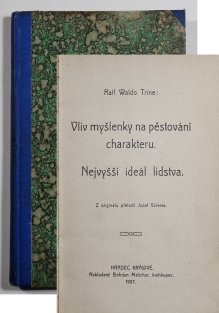 Ralf Waldo Trine:
Vliv myšlenky na pěstování
charakteru.
Nejvyšší ideál lidstva.
Z originálu přeložil Josef
HRADEC KRÁLOVÉ.
Nakladatel Bohdan Melichar, knihkupec.
1907.